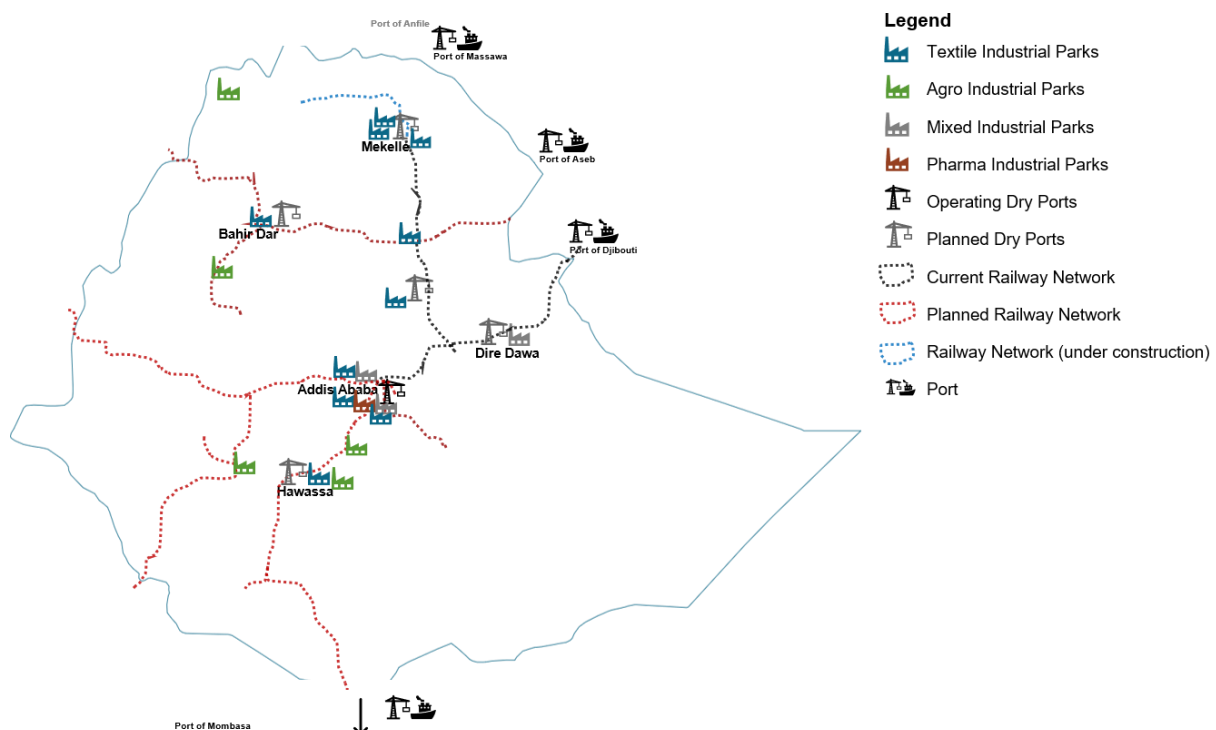 Port of Anfile
Port of Massawa
Port of Aseb
Port of Djibouti
Mekelle
Bahir Dar
Dire Dawa
Addis Ababa
Hawassa
Port of Mombasa
Legend
Textile Industrial Parks
Agro Industrial Parks
Mixed Industrial Parks
Pharma Industrial Parks
Operating Dry Ports
Planned Dry Ports
Current Railway Network
Planned Railway Network
Railway Network (under construction)
Port